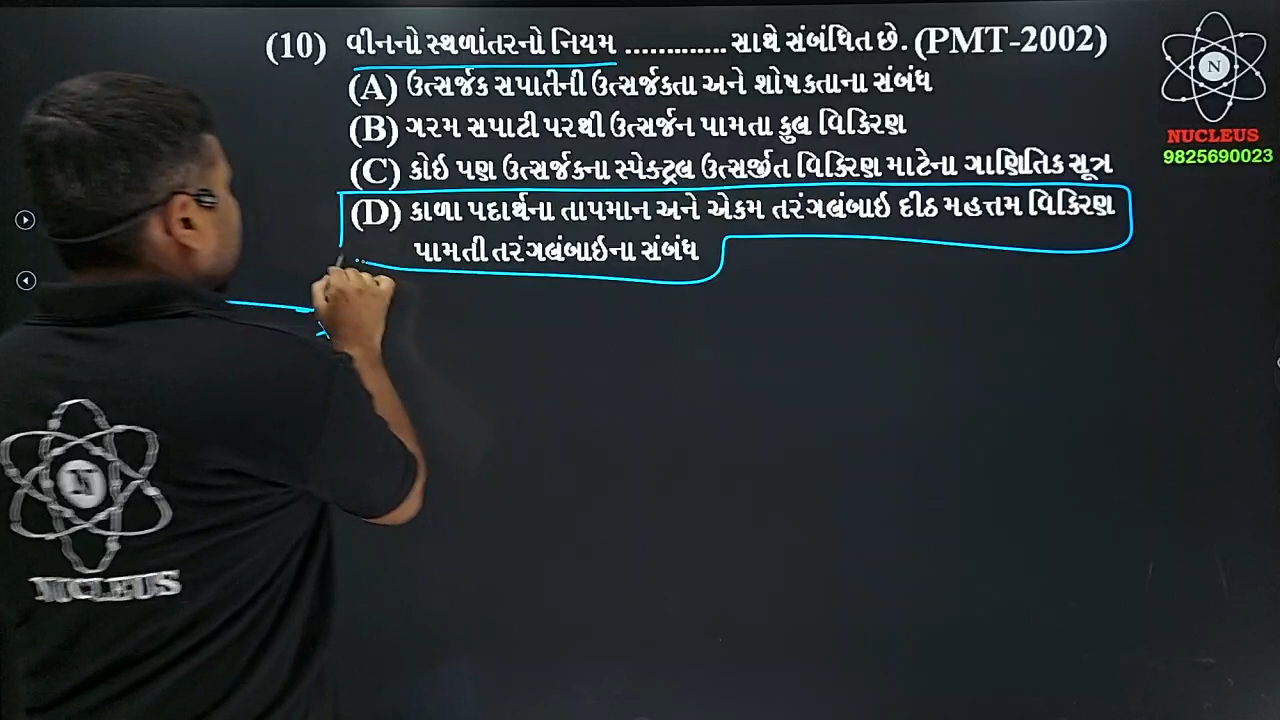 (10) વીનનો સ્થળાંતરનો નિયમ ............. સાથે સંબંધિત છે. (PMT-2002)
(A) ઉત્સર્જક સપાતીની ઉત્સર્જકતા અને શોષકતાના સંબંધ
(B) ગરમ સપાટી પરથી ઉત્સર્જન પામતા કુલ વિકિરણ
(C) કોઇ પણ ઉત્સર્જકના સ્પેક્ટ્રલ ઉત્સર્જીત વિકિરણ માટેના ગાણિતિક સૂત્ર
(D) કાળા પદાર્થના તાપમાન અને એકમ તરંગલંબાઇ દીઠ મહત્તમ વિકિરણ
પામતી તરંગલંબાઇના સંબંધ
N
NUCLEUS
9825690023
N
NUCLEUS